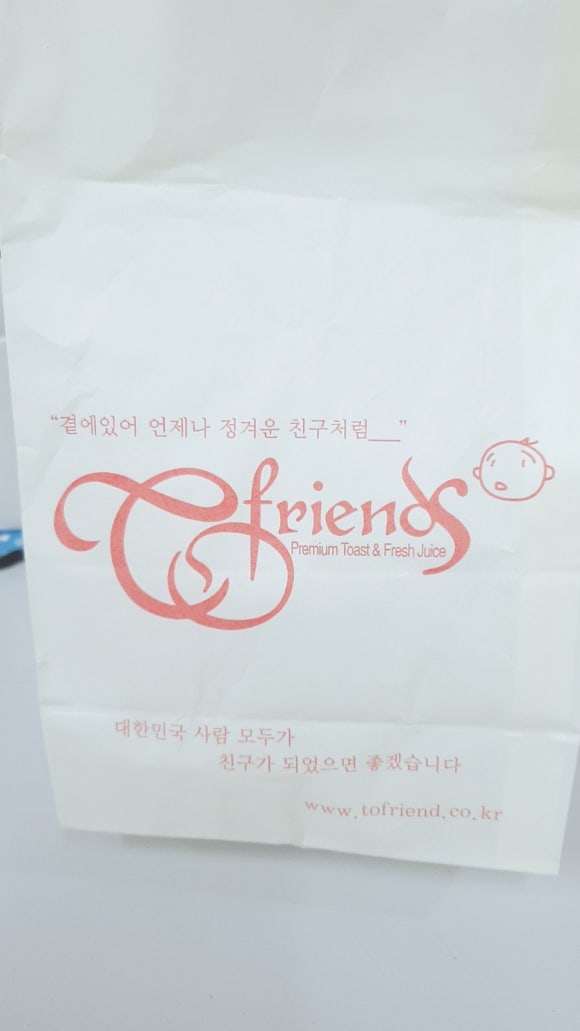 “곁에있어 언제나 정겨운 친구처럼__”
Tofriends
Premium Toast & Fresh Juice
대한민국 사람 모두가
친구가 되었으면 좋겠습니다
www.tofriend.co.kr